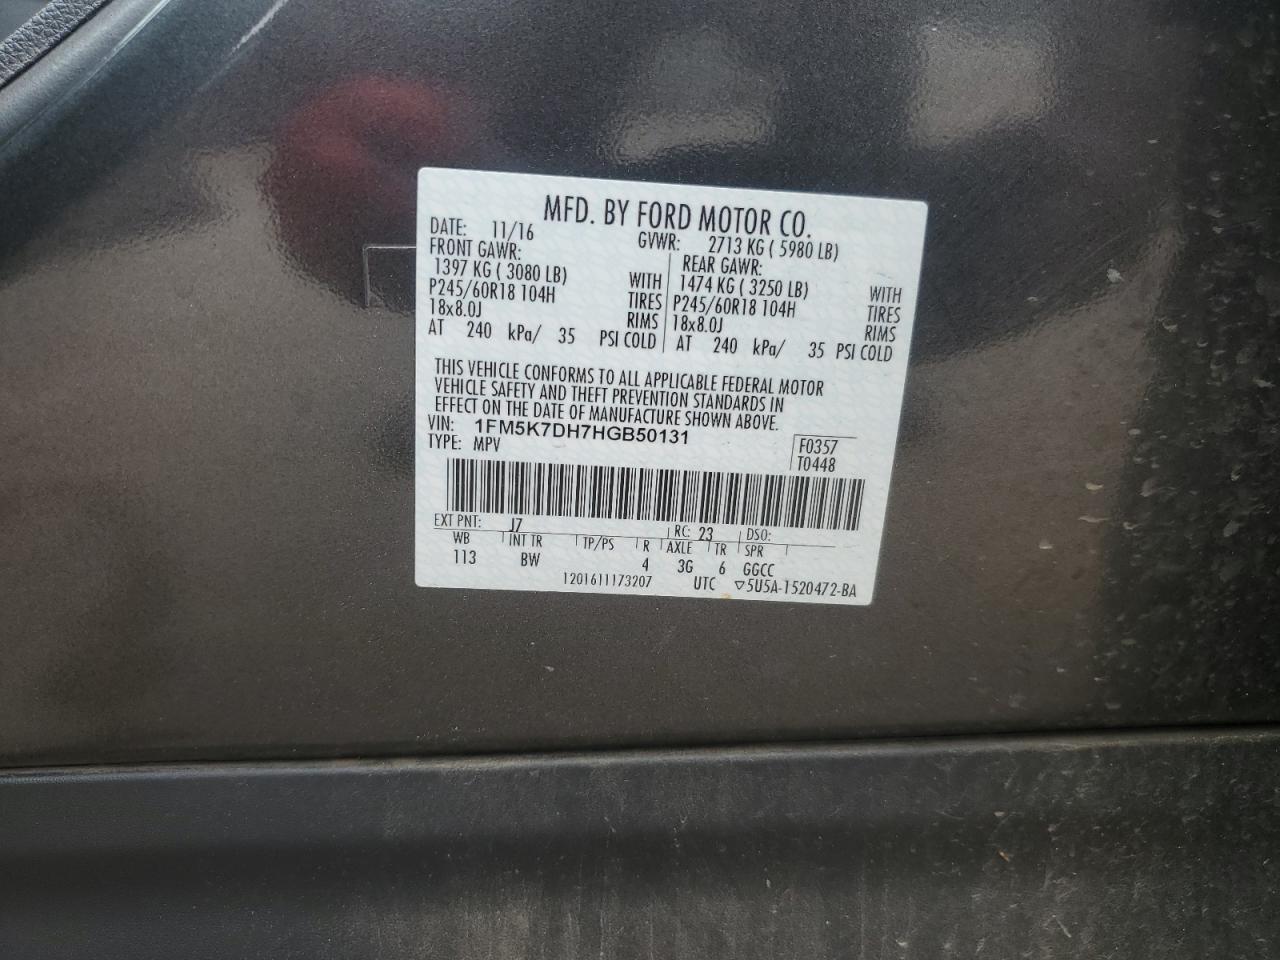 MFD. BY FORD MOTOR CO.
DATE: 11/16 GVWR: 2713 KG ( 5980 LB)
FRONT GAWR: REAR GAWR:
1397 KG ( 3080 LB) WITH 1474 KG ( 3250 LB) WITH
P245/60R18 104H TIRES P245/60R18 104H TIRES
18x8.0J RIMS 18x8.0J RIMS
AT 240 kPa/ 35 PSI COLD AT 240 kPa/ 35 PSI COLD
THIS VEHICLE CONFORMS TO ALL APPLICABLE FEDERAL MOTOR
VEHICLE SAFETY AND THEFT PREVENTION STANDARDS IN
EFFECT ON THE DATE OF MANUFACTURE SHOWN ABOVE.
VIN: 1FM5K7DH7HGB50131
TYPE: MPV F0357
T0448
EXT PNT: J7 RC: 23 DSO:
WB INT TR TP/PS R AXLE TR SPR
113 BW 4 3G 6 GGCC
1201611173207 UTC ▽5U5A-1520472-BA